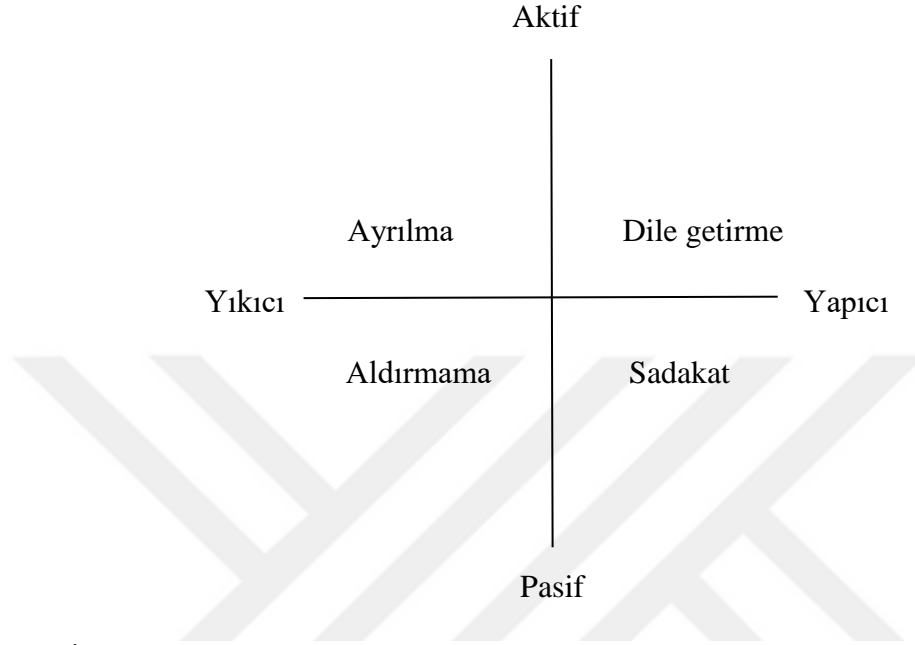 Aktif
Ayrılma Dile getirme
Yıkıcı Yapıcı
Aldırmama Sadakat
Pasif